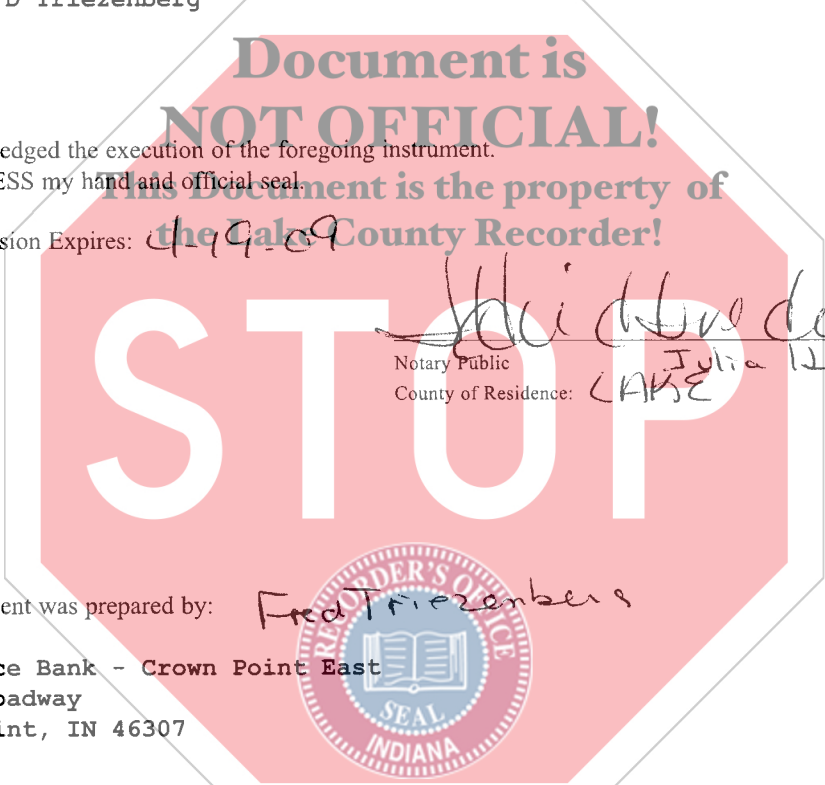 D Triezenberg
Document is
NOT OFFICIAL!
edged the execution of the foregoing instrument.
ESS my hand and official seal.
This Document is the property of
the Lake County Recorder!
sion Expires: 4-19-09
Notary Public
Julia
County of Residence: LAKE
STOP
ent was prepared by: Fred Triezenberg
RECORDER'S OFFICE
SEAL
INDIANA
ce Bank - Crown Point East
oadway
int, IN 46307